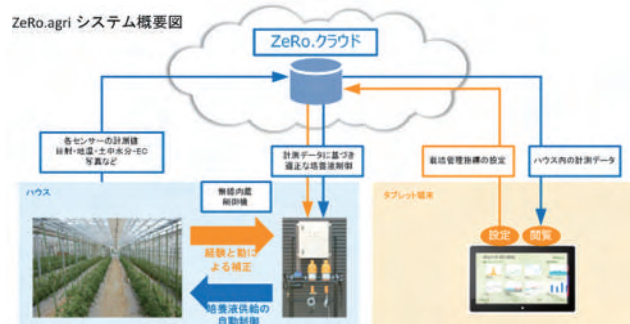 ZeRo.agri システム概要図
ZeRo.クラウド
各センサーの計測値
日射・地温・土中水分・EC
写真など
計測データに基づき
適正な培養液制御
栽培管理指標の設定
ハウス内の計測データ
ハウス
無線内蔵
制御機
タブレット端末
設定
閲覧
経験と勘に
よる補正
培養液供給の
自動制御